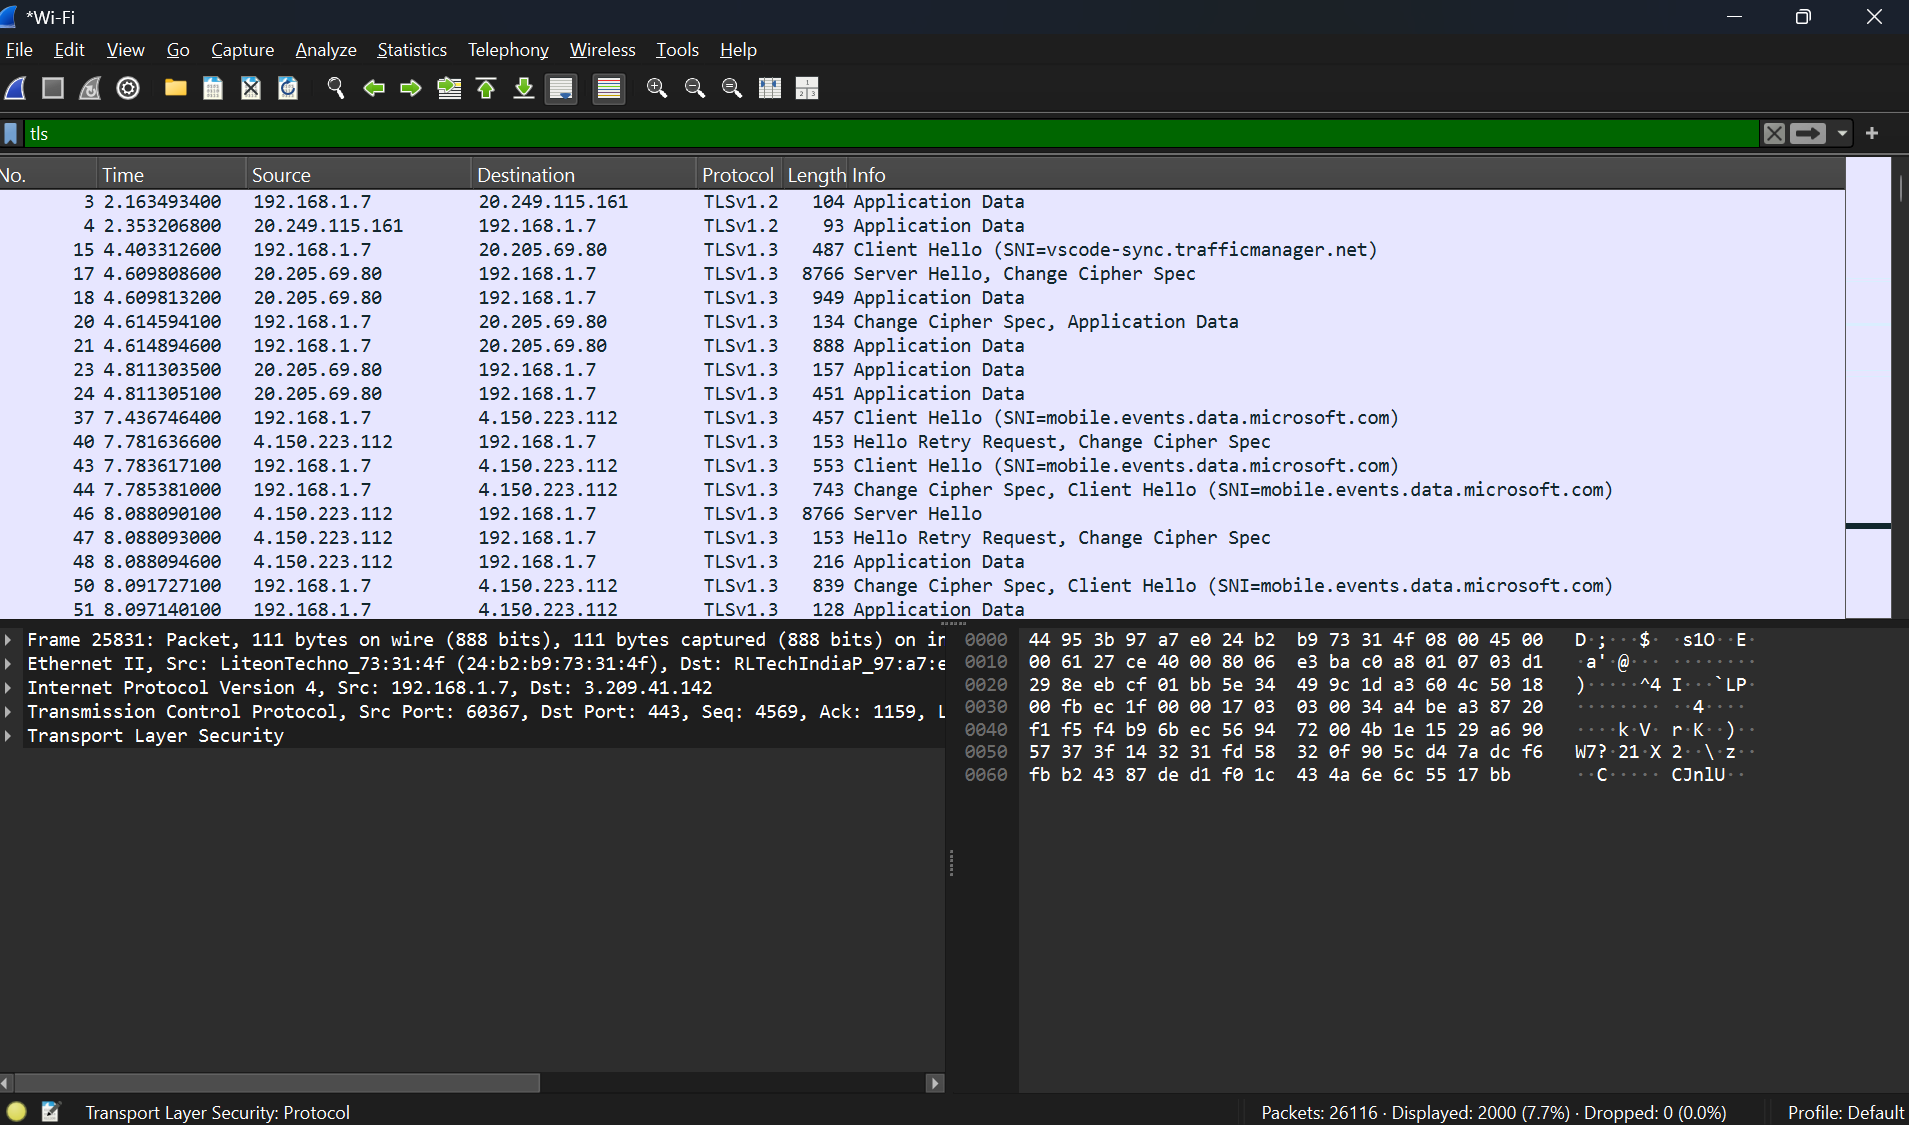 *Wi-Fi
File Edit View Go Capture Analyze Statistics Telephony Wireless Tools Help
tls
No. Time Source Destination Protocol Length Info
3 2.163493400 192.168.1.7 20.249.115.161 TLSv1.2 104 Application Data
4 2.353206800 20.249.115.161 192.168.1.7 TLSv1.2 93 Application Data
15 4.403312600 192.168.1.7 20.205.69.80 TLSv1.3 487 Client Hello (SNI=vscode-sync.trafficmanager.net)
17 4.609808600 20.205.69.80 192.168.1.7 TLSv1.3 8766 Server Hello, Change Cipher Spec
18 4.609813200 20.205.69.80 192.168.1.7 TLSv1.3 949 Application Data
20 4.614594100 192.168.1.7 20.205.69.80 TLSv1.3 134 Change Cipher Spec, Application Data
21 4.614894600 192.168.1.7 20.205.69.80 TLSv1.3 888 Application Data
23 4.811303500 20.205.69.80 192.168.1.7 TLSv1.3 157 Application Data
24 4.811305100 20.205.69.80 192.168.1.7 TLSv1.3 451 Application Data
37 7.436746400 192.168.1.7 4.150.223.112 TLSv1.3 457 Client Hello (SNI=mobile.events.data.microsoft.com)
40 7.781636600 4.150.223.112 192.168.1.7 TLSv1.3 153 Hello Retry Request, Change Cipher Spec
43 7.783617100 192.168.1.7 4.150.223.112 TLSv1.3 553 Client Hello (SNI=mobile.events.data.microsoft.com)
44 7.785381000 192.168.1.7 4.150.223.112 TLSv1.3 743 Change Cipher Spec, Client Hello (SNI=mobile.events.data.microsoft.com)
46 8.088090100 4.150.223.112 192.168.1.7 TLSv1.3 8766 Server Hello
47 8.088093000 4.150.223.112 192.168.1.7 TLSv1.3 153 Hello Retry Request, Change Cipher Spec
48 8.088094600 4.150.223.112 192.168.1.7 TLSv1.3 216 Application Data
50 8.091727100 192.168.1.7 4.150.223.112 TLSv1.3 839 Change Cipher Spec, Client Hello (SNI=mobile.events.data.microsoft.com)
51 8.097140100 192.168.1.7 4.150.223.112 TLSv1.3 128 Application Data
Frame 25831: Packet, 111 bytes on wire (888 bits), 111 bytes captured (888 bits) on
Ethernet II, Src: LiteonTechno_73:31:4f (24:b2:b9:73:31:4f), Dst: RLTechIndiaP_97:a7:e
Internet Protocol Version 4, Src: 192.168.1.7, Dst: 3.209.41.142
Transmission Control Protocol, Src Port: 60367, Dst Port: 443, Seq: 4569, Ack: 1159, L
Transport Layer Security
0000 44 95 3b 97 a7 e0 24 b2 b9 73 31 4f 08 00 45 00 D·;···$· ·s1O··E·
0010 00 61 27 ce 40 00 80 06 e3 ba c0 a8 01 07 03 d1 ·a'·@··· ········
0020 29 8e eb cf 01 bb 5e 34 49 9c 1d a3 60 4c 50 18 )·····^4 I···`LP·
0030 00 fb ec 1f 00 00 17 03 03 00 34 a4 be a3 87 20 ········ ··4····
0040 f1 f5 f4 b9 6b ec 56 94 72 00 4b 1e 15 29 a6 90 ····k·V· r·K··)··
0050 57 37 3f 14 32 31 fd 58 32 0f 90 5c d4 7a dc f6 W7?·21·X 2··\·z··
0060 fb b2 43 87 de d1 f0 1c 43 4a 6e 6c 55 17 bb ··C····· CJnlU··
Transport Layer Security: Protocol
Packets: 26116 · Displayed: 2000 (7.7%) · Dropped: 0 (0.0%)
Profile: Default